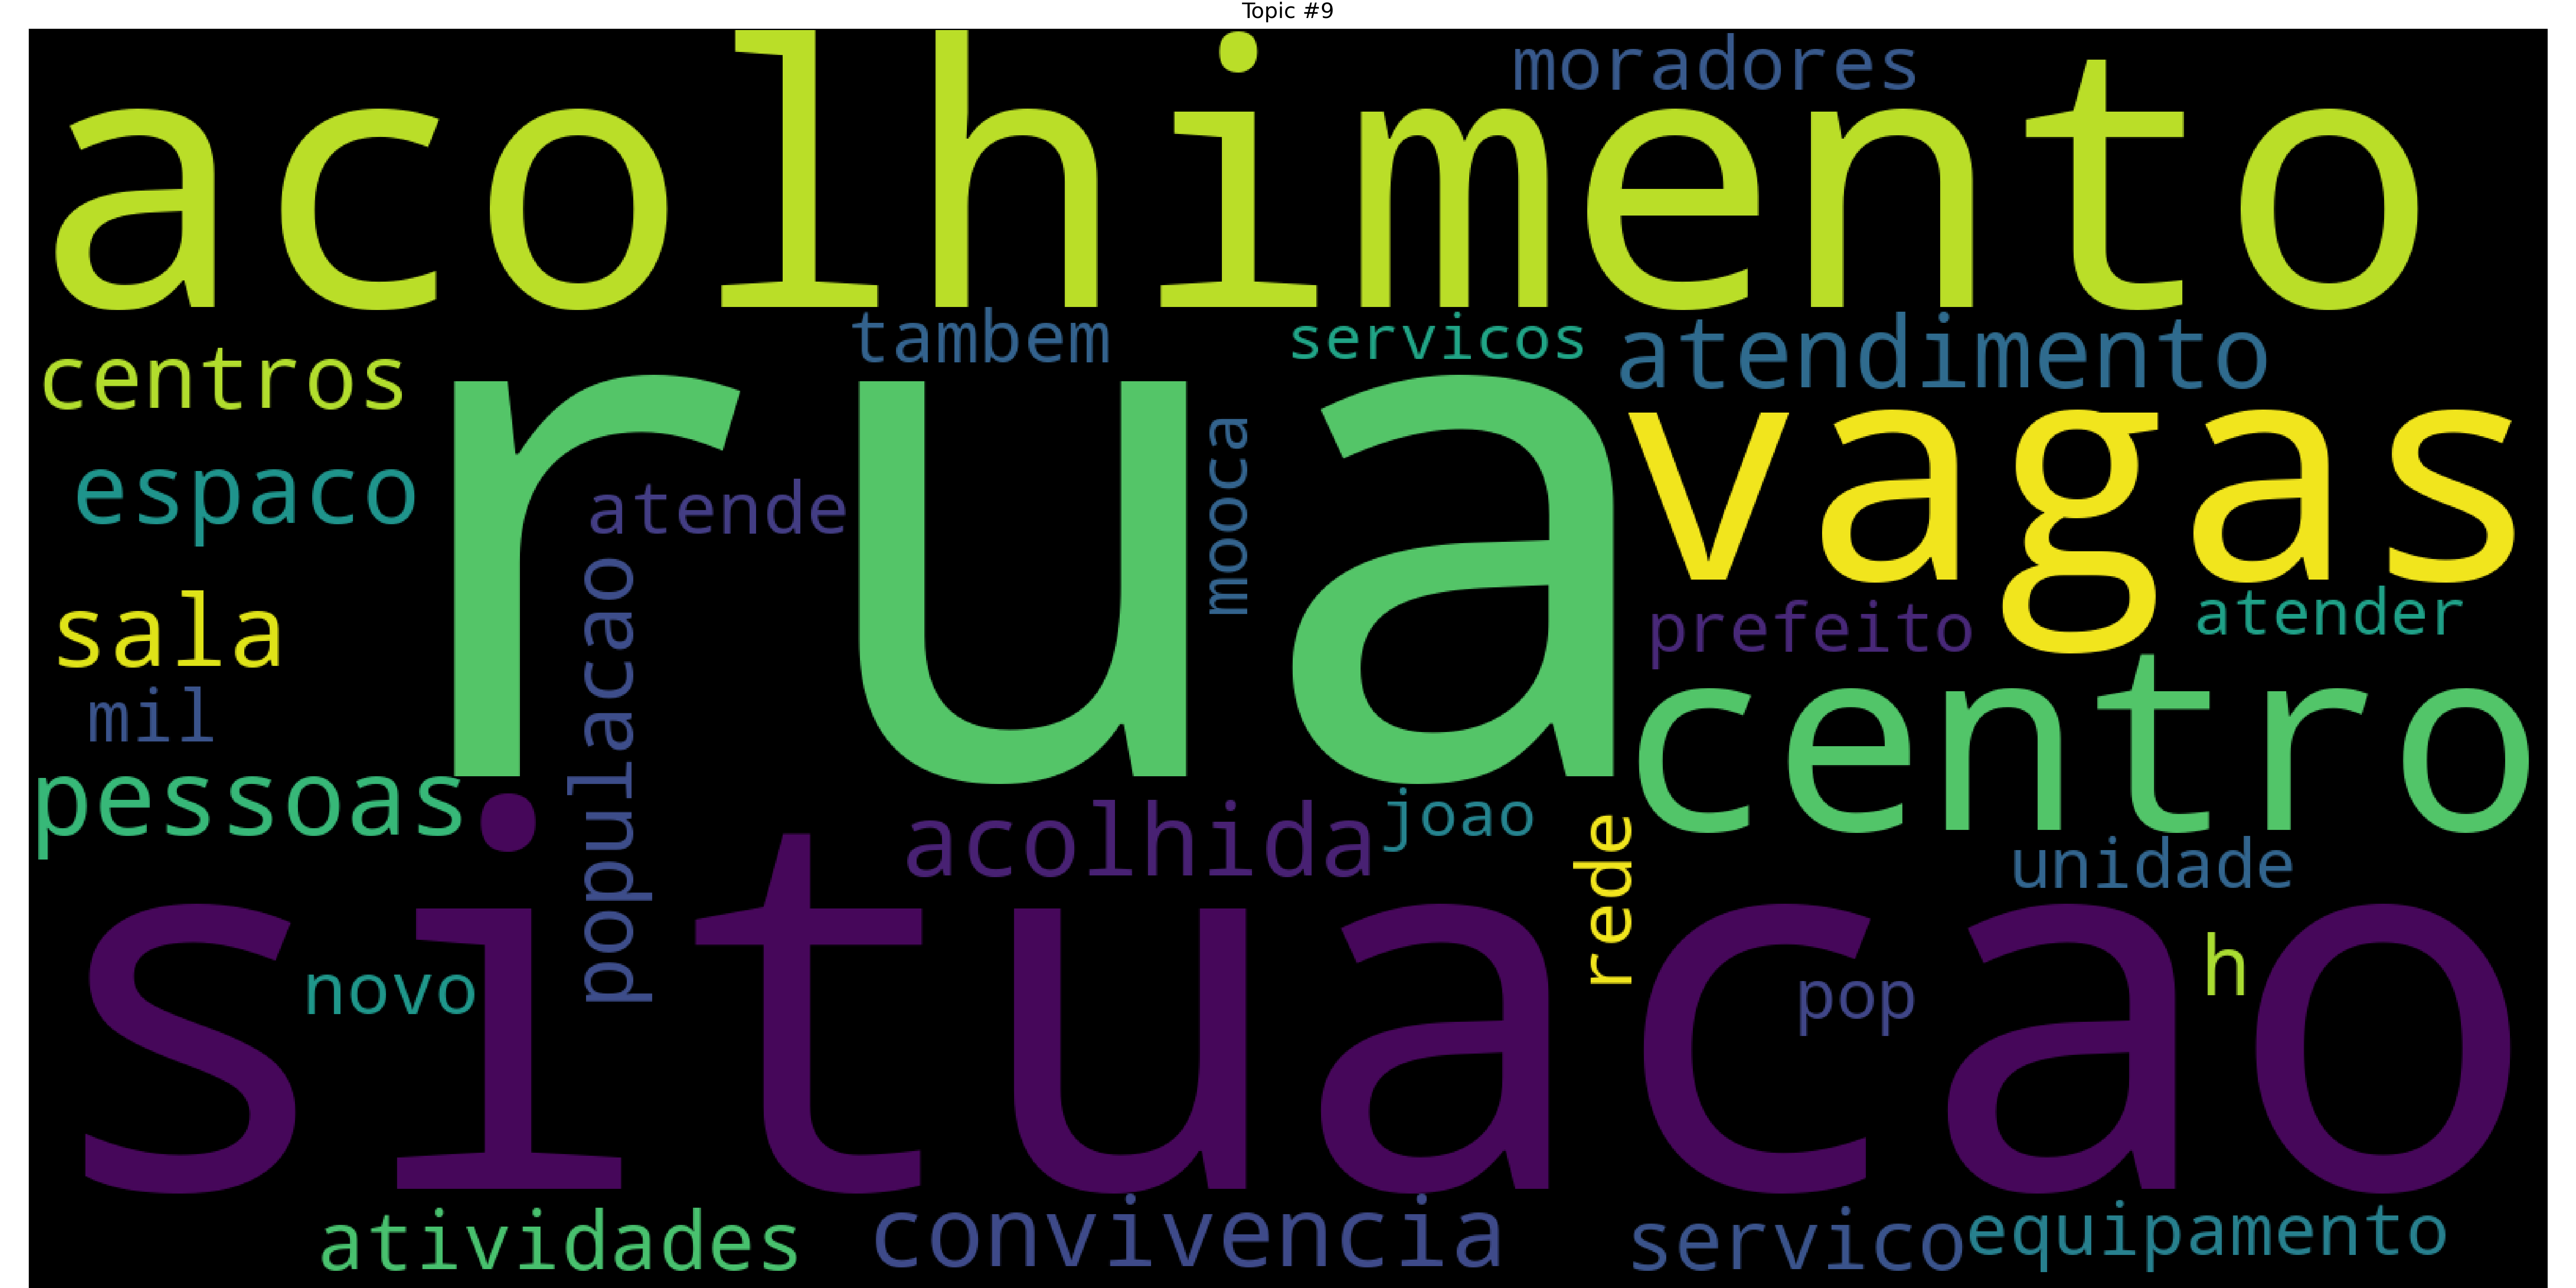 Topic #9
moradores
acolhimento
tambem
servicos
atendimento
centros
rua
vagas
mooca
espaco
atende
populacao
sala
prefeito
atender
mil
centro
pessoas
acolhida
joao
rede
unidade
situacao
novo
pop
h
atividades
convivencia
servico
equipamento